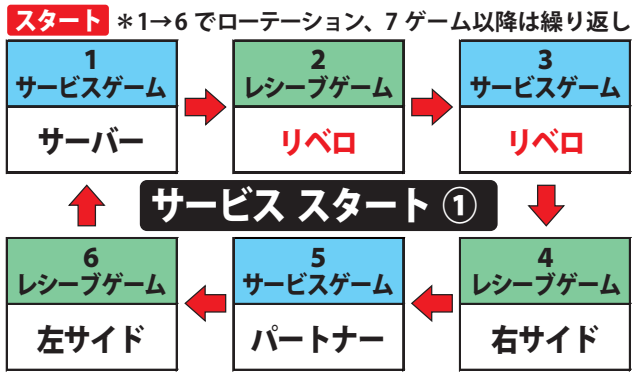 スタート ＊1→6 でローテーション、7 ゲーム以降は繰り返し
1
サービスゲーム
サーバー
2
レシーブゲーム
リベロ
3
サービスゲーム
リベロ
サービス スタート ①
6
レシーブゲーム
左サイド
5
サービスゲーム
パートナー
4
レシーブゲーム
右サイド